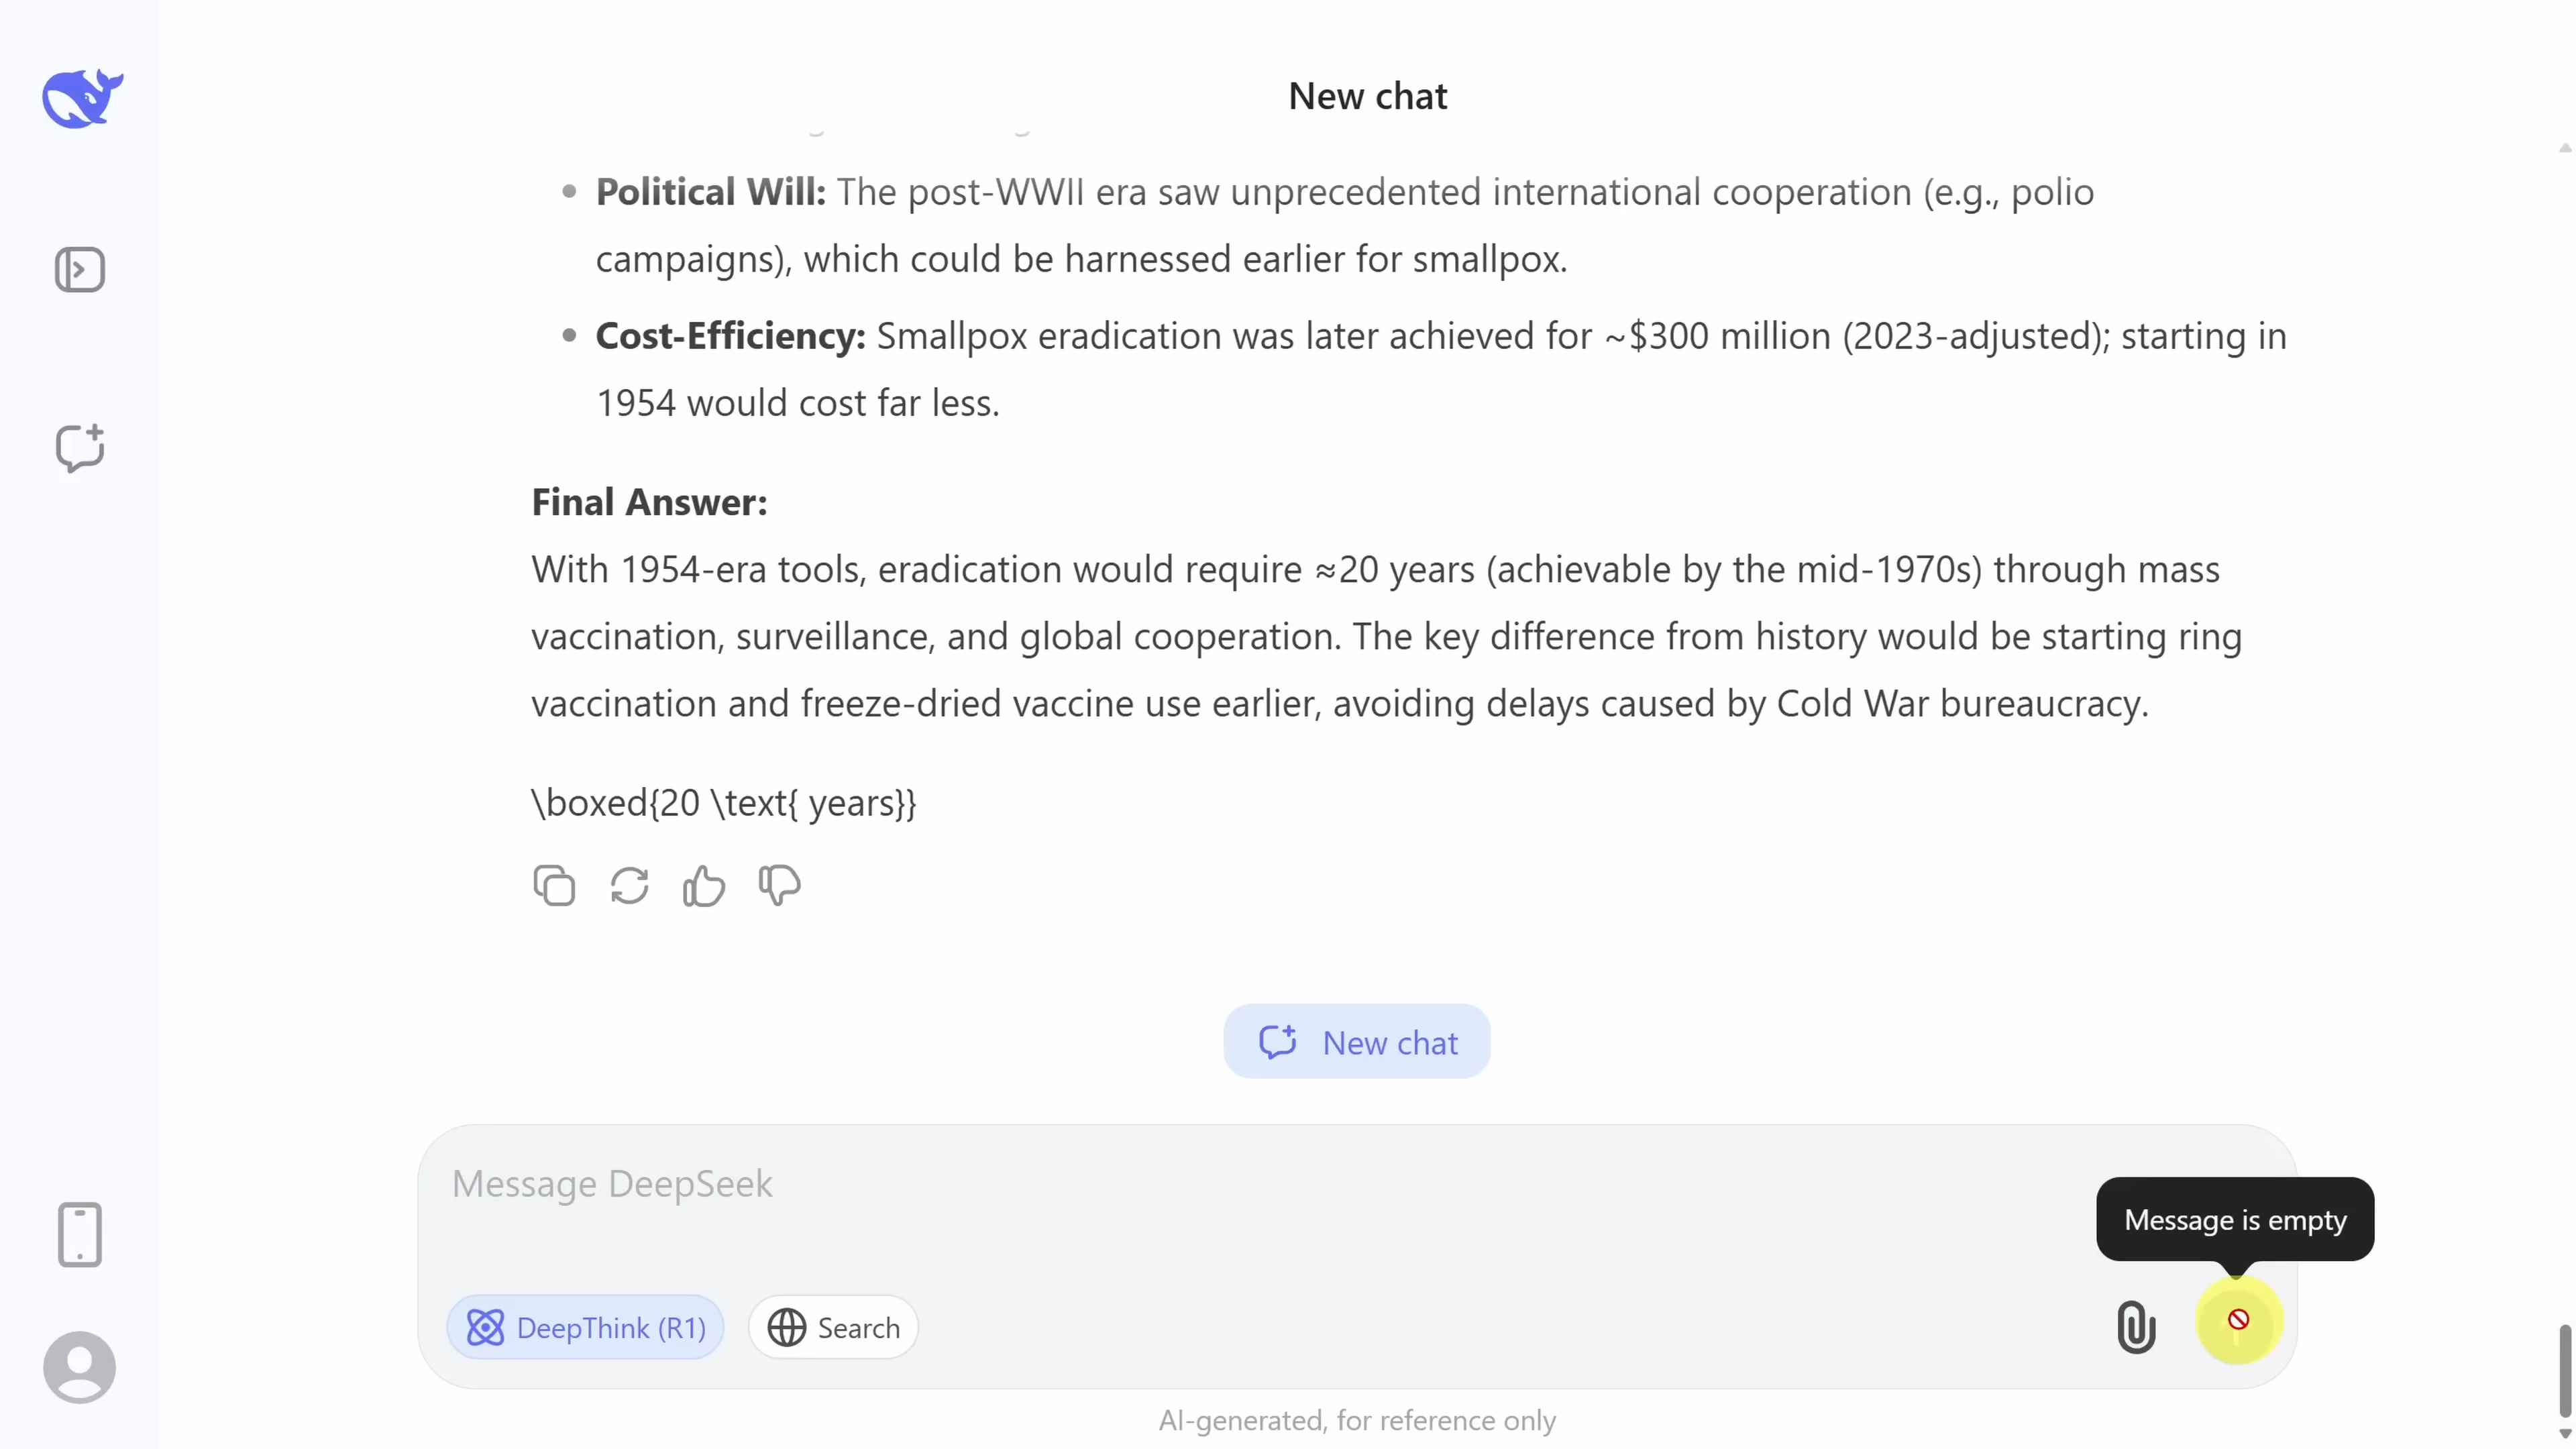 New chat
Political Will: The post-WWII era saw unprecedented international cooperation (e.g., polio
campaigns), which could be harnessed earlier for smallpox.
Cost-Efficiency: Smallpox eradication was later achieved for ~$300 million (2023-adjusted); starting in
1954 would cost far less.
Final Answer:
With 1954-era tools, eradication would require ≈20 years (achievable by the mid-1970s) through mass
vaccination, surveillance, and global cooperation. The key difference from history would be starting ring
vaccination and freeze-dried vaccine use earlier, avoiding delays caused by Cold War bureaucracy.
\boxed{20 \text{ years}}
New chat
Message DeepSeek
Message is empty
DeepThink (R1)
Search
AI-generated, for reference only